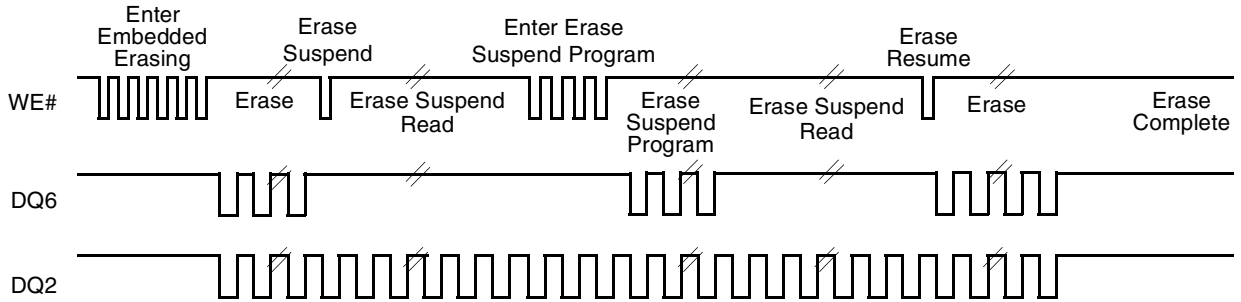 Enter
Embedded
Erasing
Erase
Suspend
Enter Erase
Suspend Program
Erase
Resume
WE#
Erase
Erase Suspend
Read
Erase
Suspend
Program
Erase Suspend
Read
Erase
Erase
Complete
DQ6
DQ2